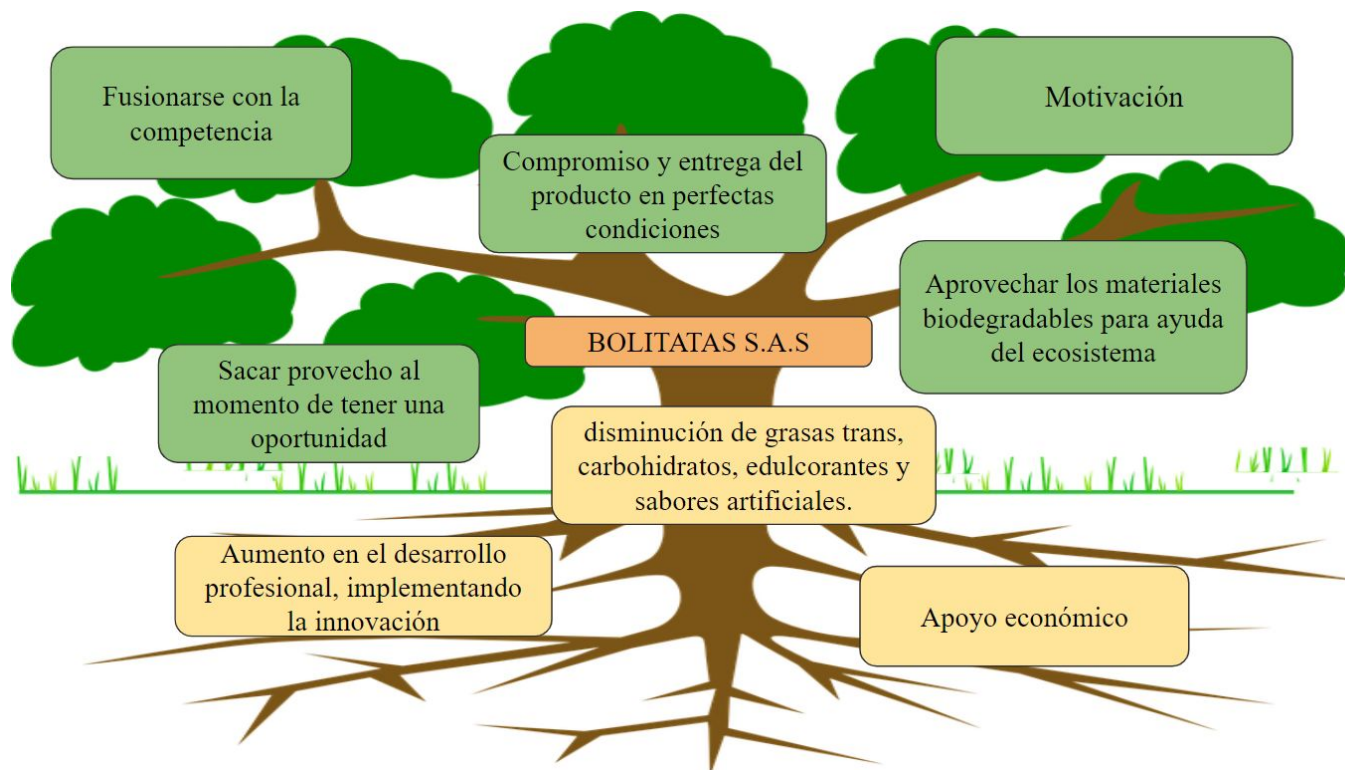 Fusionarse con la
competencia
Compromiso y entrega del
producto en perfectas
condiciones
Motivación
Aprovechar los materiales
biodegradables para ayuda
del ecosistema
BOLITATAS S.A.S
Sacar provecho al
momento de tener una
oportunidad
disminución de grasas trans,
carbohidratos, edulcorantes y
sabores artificiales.
Aumento en el desarrollo
profesional, implementando
la innovación
Apoyo económico